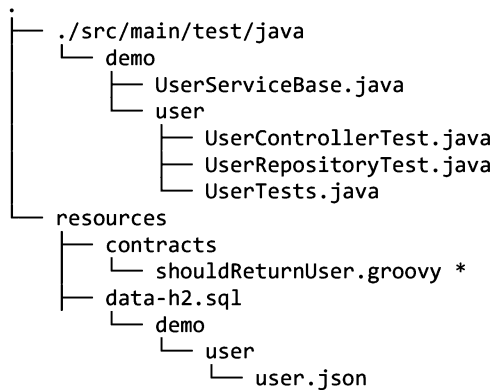 .
├── ./src/main/test/java
│   └── demo
│       ├── UserServiceBase.java
│       └── user
│           ├── UserControllerTest.java
│           ├── UserRepositoryTest.java
│           └── UserTests.java
└── resources
    ├── contracts
    │   └── shouldReturnUser.groovy *
    ├── data-h2.sql
        └── demo
            └── user
                └── user.json